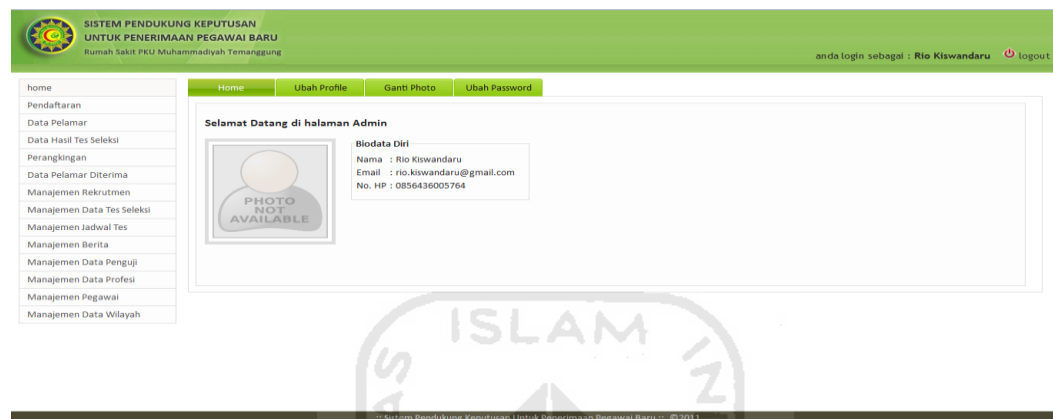 SISTEM PENDUKUNG KEPUTUSAN
UNTUK PENERIMAAN PEGAWAI BARU
Rumah Sakit PKU Muhammadiyah Temanggung
anda login sebagai : Rio Kiswandaru logout
home
Pendaftaran
Data Pelamar
Data Hasil Tes Seleksi
Perangkingan
Data Pelamar Diterima
Manajemen Rekrutmen
Manajemen Data Tes Seleksi
Manajemen Jadwal Tes
Manajemen Berita
Manajemen Data Penguji
Manajemen Data Profesi
Manajemen Pegawai
Manajemen Data Wilayah
Home Ubah Profile Ganti Photo Ubah Password
Selamat Datang di halaman Admin
PHOTO
NOT
AVAILABLE
Biodata Diri
Nama : Rio Kiswandaru
Email : rio.kiswandaru@gmail.com
No. HP : 0856436005764
ISLAM
:: Sistem Pendukung Keputusan Untuk Penerimaan Pegawai Baru :: ©2011